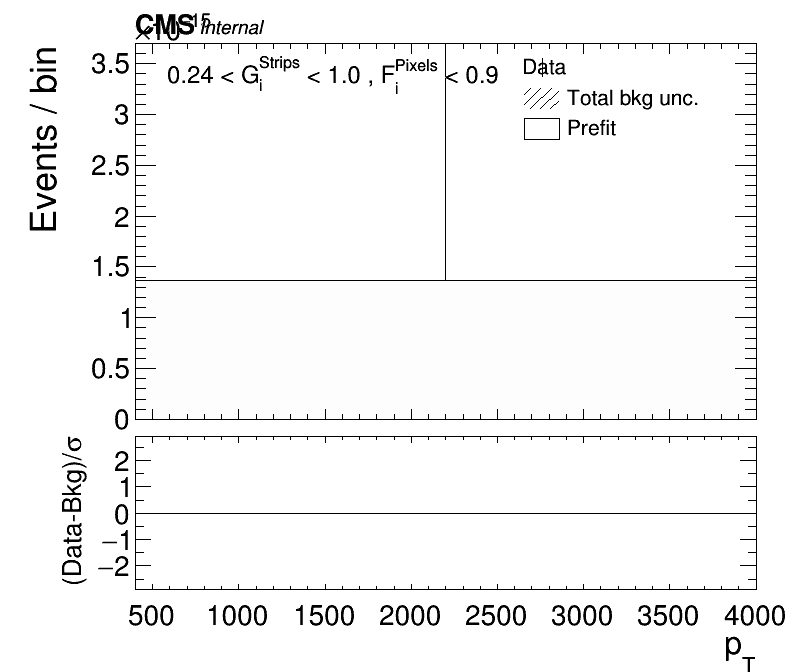 CMS Internal
×10 15
0.24 < G_i^Strips < 1.0 , F_i^Pixels < 0.9
Data
Total bkg unc.
Prefit
Events / bin
3.5
3
2.5
2
1.5
1
0.5
0
(Data-Bkg)/σ
2
1
0
−1
−2
500 1000 1500 2000 2500 3000 3500 4000
p_T